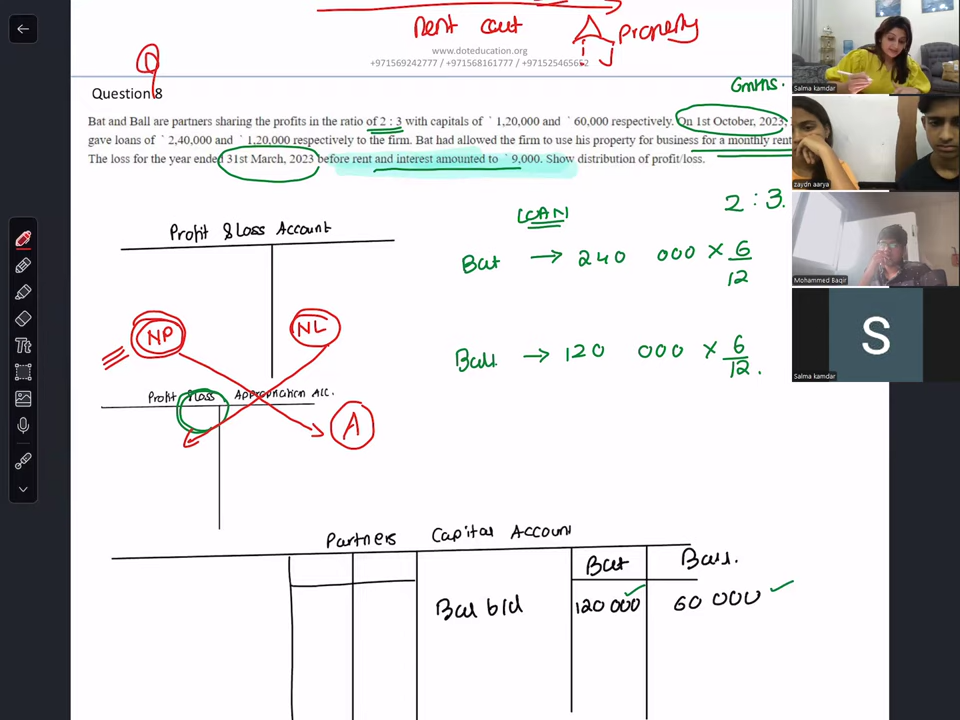 Rent out
property
www.doteducation.org
+971569242777 / +971568161777 / +971525465652
Q
6mths.
Question 8
Bat and Ball are partners sharing the profits in the ratio of 2 : 3 with capitals of ` 1,20,000 and ` 60,000 respectively. On 1st October, 2023,
gave loans of ` 2,40,000 and ` 1,20,000 respectively to the firm. Bat had allowed the firm to use his property for business for a monthly rent
The loss for the year ended 31st March, 2023 before rent and interest amounted to ` 9,000. Show distribution of profit/loss.
2 : 3.
LOAN
Profit & Loss Account
Bat → 240 000 × 6/12
NP
NL
Ball → 120 000 × 6/12.
Profit & Loss Appropriation Acc.
A
Partners Capital Account
Bat
Ball.
Bal b/d
120 000
60 000
Salma kamdar
zaydn aarya
Mohammed Baqir
S
Salma kamdar
Tt